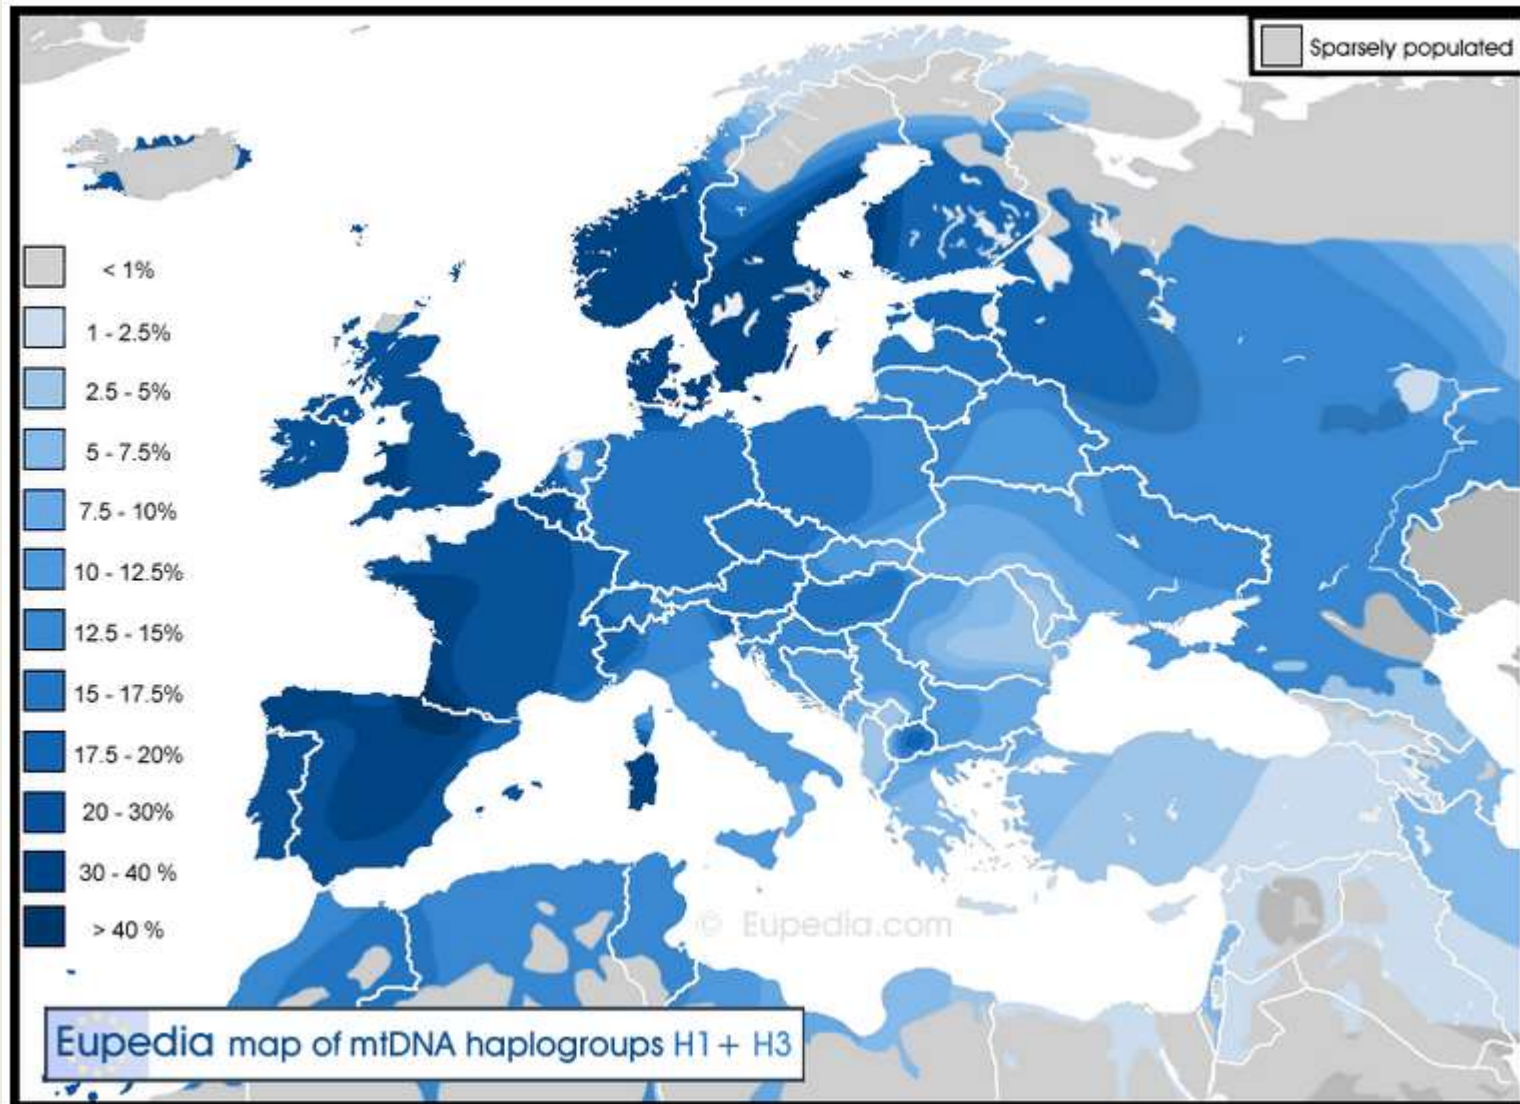 Sparsely populated
< 1%
1 - 2.5%
2.5 - 5%
5 - 7.5%
7.5 - 10%
10 - 12.5%
12.5 - 15%
15 - 17.5%
17.5 - 20%
20 - 30%
30 - 40 %
> 40 %
© Eupedia.com
Eupedia map of mtDNA haplogroups H1 + H3